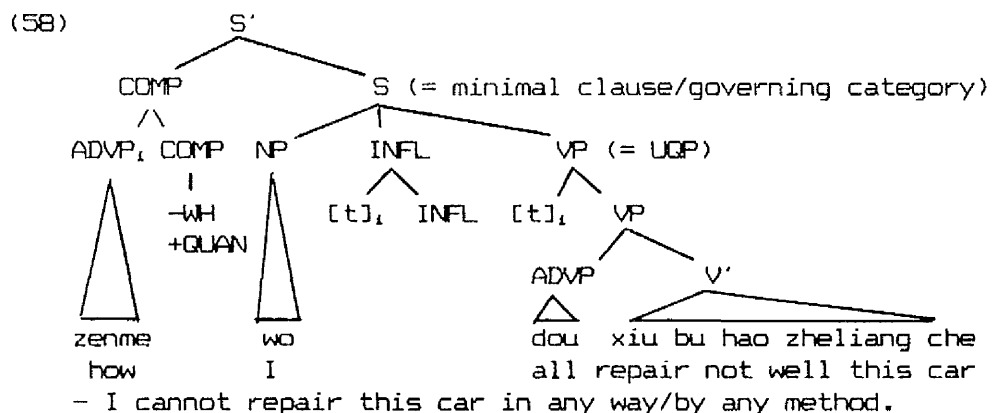 (58) S'
COMP S (= minimal clause/governing category)
ADVPᵢ COMP NP INFL VP (= UQP)
-WH [t]ᵢ INFL [t]ᵢ VP
+QUAN
ADVP V'
zenme wo dou xiu bu hao zheliang che
how I all repair not well this car
- I cannot repair this car in any way/by any method.